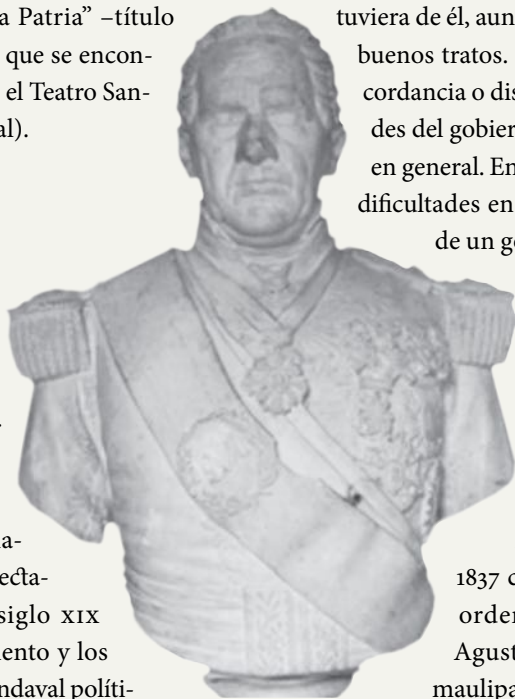 a Patria” –título
que se encon-
el Teatro San-
al).
a-
ecta-
siglo XIX
ento y los
ndaval políti-
tuviera de él, aun
buenos tratos.
cordancia o dis
des del gobier
en general. En
dificultades en
de un go
1837 c
orden
Agust
maulipa